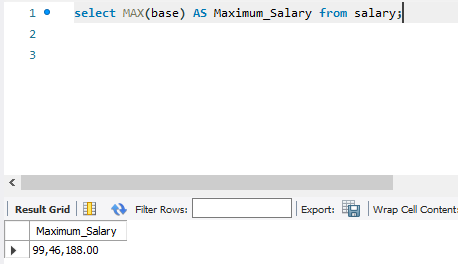 1 select MAX(base) AS Maximum_Salary from salary;
2
3
Result Grid Filter Rows: Export: Wrap Cell Content:
Maximum_Salary
99,46,188.00